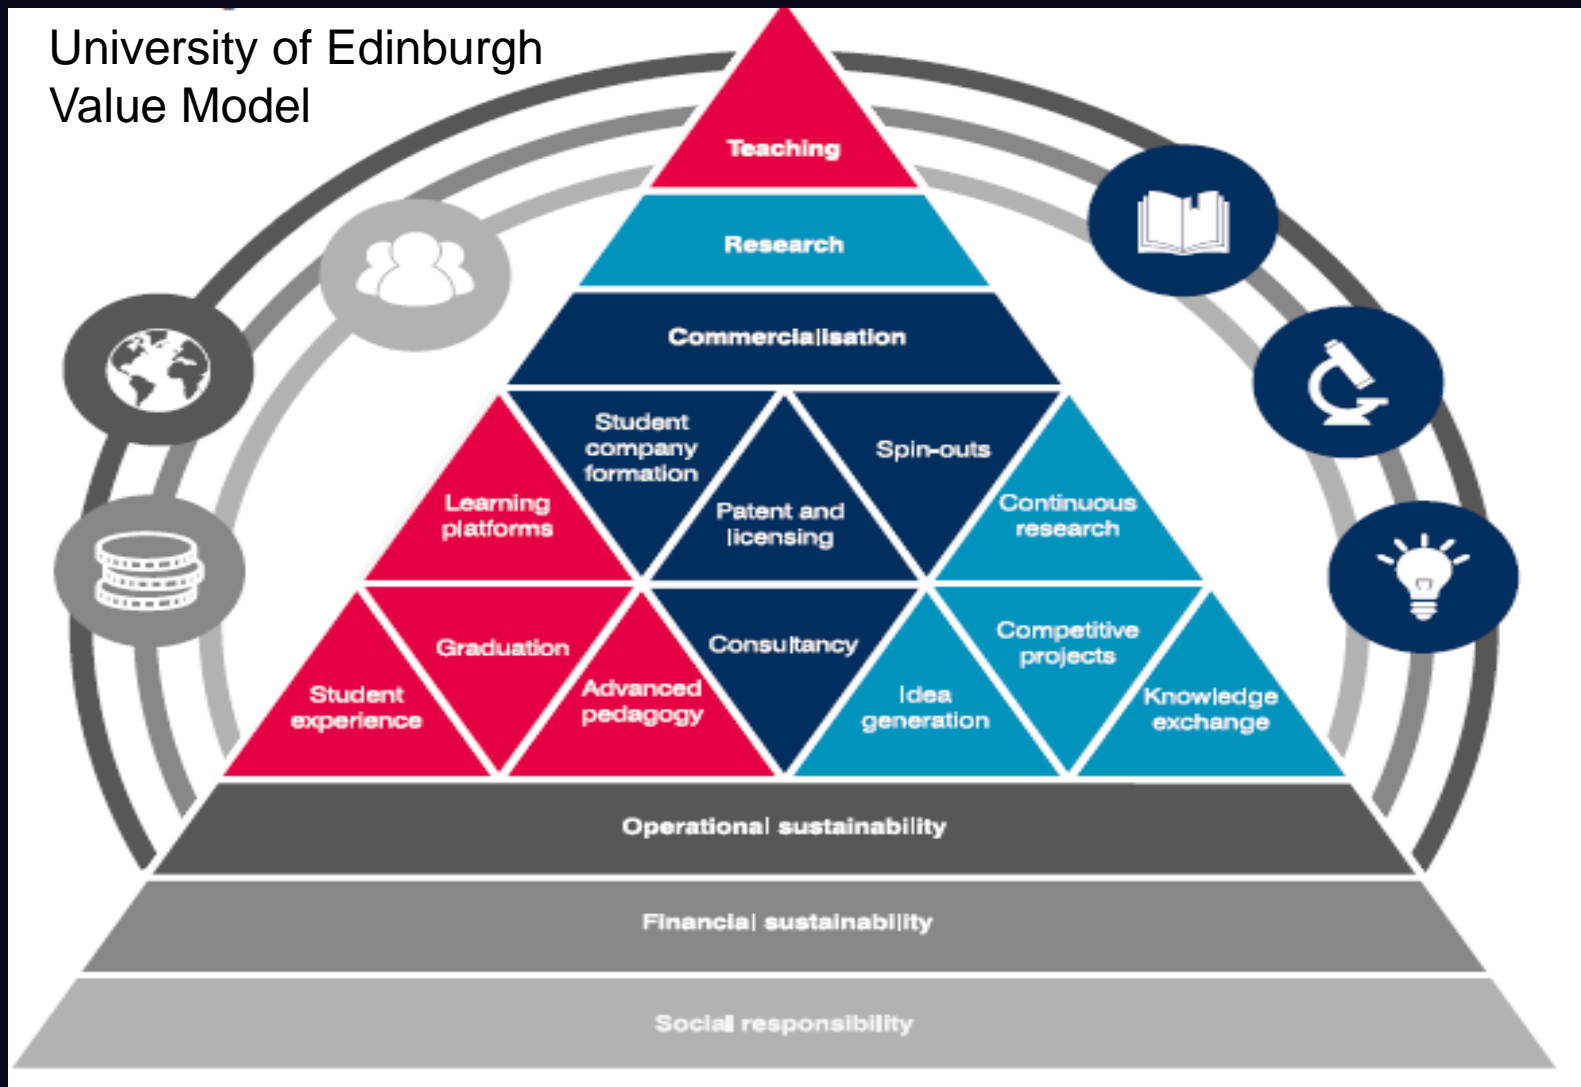 University of Edinburgh
Value Model
Teaching
Research
Commercialisation
Student
company
formation
Spin-outs
Learning
platforms
Patent and
licensing
Continuous
research
Graduation
Consultancy
Competitive
projects
Student
experience
Advanced
pedagogy
Idea
generation
Knowledge
exchange
Operational sustainability
Financial sustainability
Social responsibility